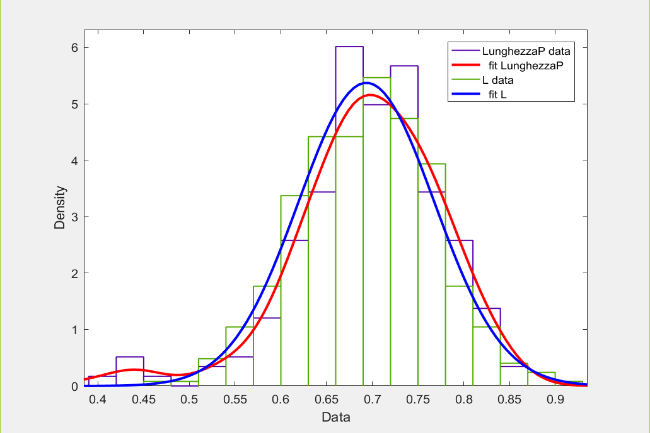 6
5
4
3
2
1
0
Density
0.4 0.45 0.5 0.55 0.6 0.65 0.7 0.75 0.8 0.85 0.9
Data
LunghezzaP data
fit LunghezzaP
L data
fit L